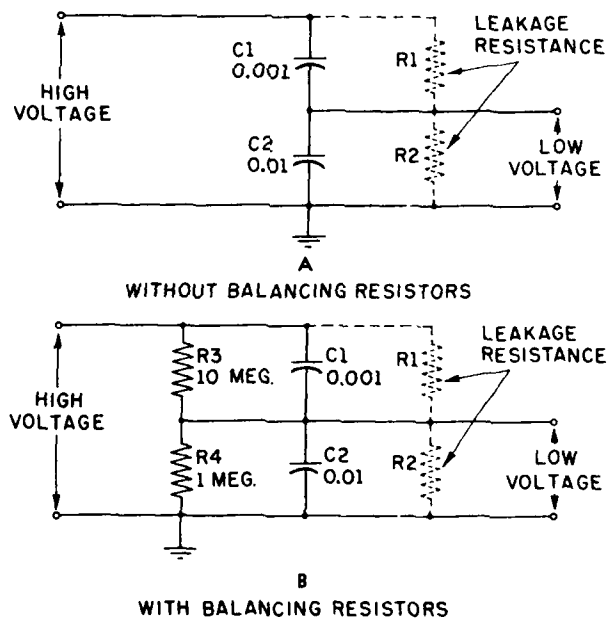 LEAKAGE
RESISTANCE
C1
0.001
R1
HIGH
VOLTAGE
C2
0.01
R2
LOW
VOLTAGE
A
WITHOUT BALANCING RESISTORS
LEAKAGE
RESISTANCE
R3
10 MEG.
C1
0.001
R1
HIGH
VOLTAGE
R4
1 MEG.
C2
0.01
R2
LOW
VOLTAGE
B
WITH BALANCING RESISTORS